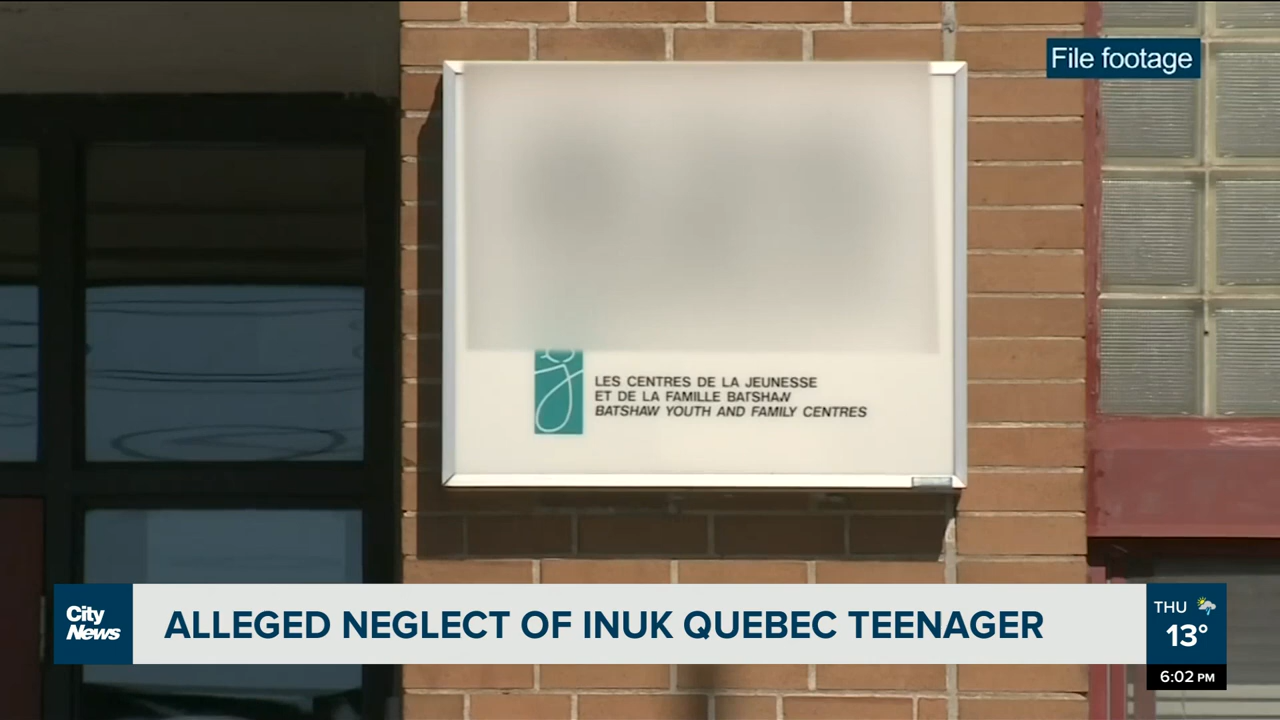 File footage
LES CENTRES DE LA JEUNESSE
ET DE LA FAMILLE BATSHAW
BATSHAW YOUTH AND FAMILY CENTRES
City
News
ALLEGED NEGLECT OF INUK QUEBEC TEENAGER
THU
13°
6:02 PM